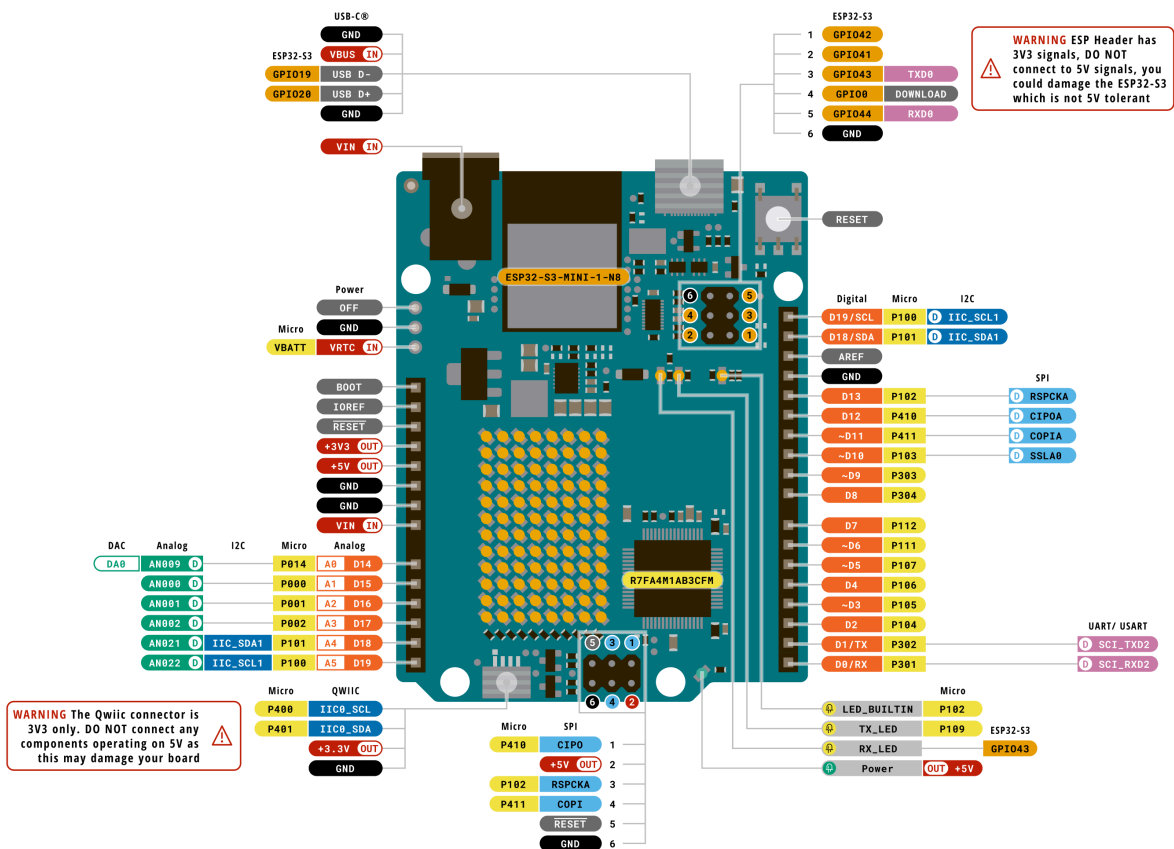 USB-C®
GND
VBUS IN
ESP32-S3
GPIO19 USB D-
GPIO20 USB D+
GND
VIN IN
ESP32-S3
1 GPIO42
2 GPIO41
3 GPIO43 TXD0
4 GPIO0 DOWNLOAD
5 GPIO44 RXD0
6 GND
WARNING ESP Header has
3V3 signals, DO NOT
connect to 5V signals, you
could damage the ESP32-S3
which is not 5V tolerant
RESET
ESP32-S3-MINI-1-N8
6 5
4 3
2 1
Power
OFF
GND
Micro
VBATT VRTC IN
BOOT
IOREF
RESET
+3V3 OUT
+5V OUT
GND
GND
VIN IN
DAC Analog I2C Micro Analog
DA0 AN009 D P014 A0 D14
AN000 D P000 A1 D15
AN001 D P001 A2 D16
AN002 D P002 A3 D17
AN021 D IIC_SDA1 P101 A4 D18
AN022 D IIC_SCL1 P100 A5 D19
Digital Micro I2C
D19/SCL P100 D IIC_SCL1
D18/SDA P101 D IIC_SDA1
AREF
GND
SPI
D13 P102 D RSPCKA
D12 P410 D CIPOA
~D11 P411 D COPIA
~D10 P103 D SSLA0
~D9 P303
D8 P304
D7 P112
~D6 P111
~D5 P107
D4 P106
~D3 P105
D2 P104
UART/ USART
D1/TX P302 D SCI_TXD2
D0/RX P301 D SCI_RXD2
R7FA4M1AB3CFM
5 3 1
6 4 2
Micro QWIIC
P400 IIC0_SCL
P401 IIC0_SDA
+3.3V OUT
GND
WARNING The Qwiic connector is
3V3 only. DO NOT connect any
components operating on 5V as
this may damage your board
Micro SPI
P410 CIPO 1
+5V OUT 2
P102 RSPCKA 3
P411 COPI 4
RESET 5
GND 6
Micro
LED_BUILTIN P102
TX_LED P109
ESP32-S3
RX_LED GPIO43
Power OUT +5V